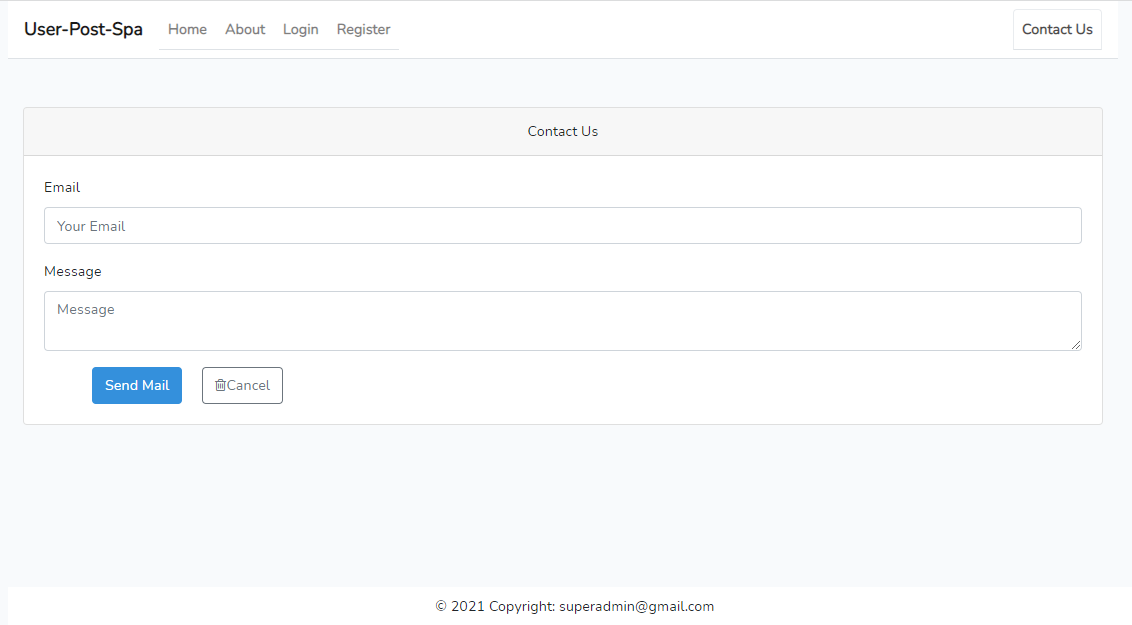 User-Post-Spa Home About Login Register Contact Us
Contact Us
Email
Your Email
Message
Message
Send Mail Cancel
© 2021 Copyright: superadmin@gmail.com